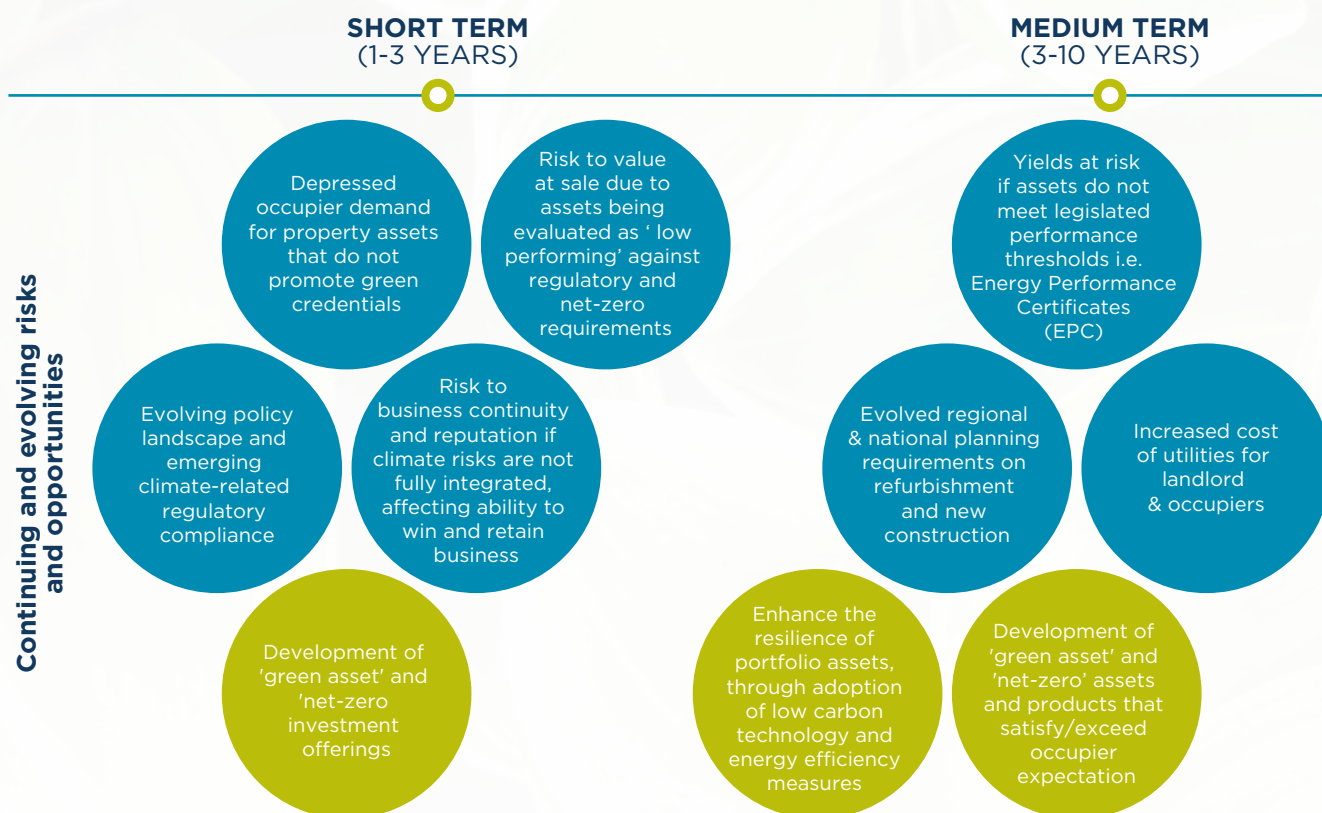 SHORT TERM
(1-3 YEARS)
MEDIUM TERM
(3-10 YEARS)
Continuing and evolving risks
and opportunities
Depressed
occupier demand
for property assets
that do not
promote green
credentials
Risk to value
at sale due to
assets being
evaluated as ‘ low
performing’ against
regulatory and
net-zero
requirements
Evolving policy
landscape and
emerging
climate-related
regulatory
compliance
Risk to
business continuity
and reputation if
climate risks are not
fully integrated,
affecting ability to
win and retain
business
Development of
'green asset' and
'net-zero
investment
offerings
Yields at risk
if assets do not
meet legislated
performance
thresholds i.e.
Energy Performance
Certificates
(EPC)
Evolved regional
& national planning
requirements on
refurbishment
and new
construction
Increased cost
of utilities for
landlord
& occupiers
Enhance the
resilience of
portfolio assets,
through adoption
of low carbon
technology and
energy efficiency
measures
Development of
'green asset' and
'net-zero’ assets
and products that
satisfy/exceed
occupier
expectation